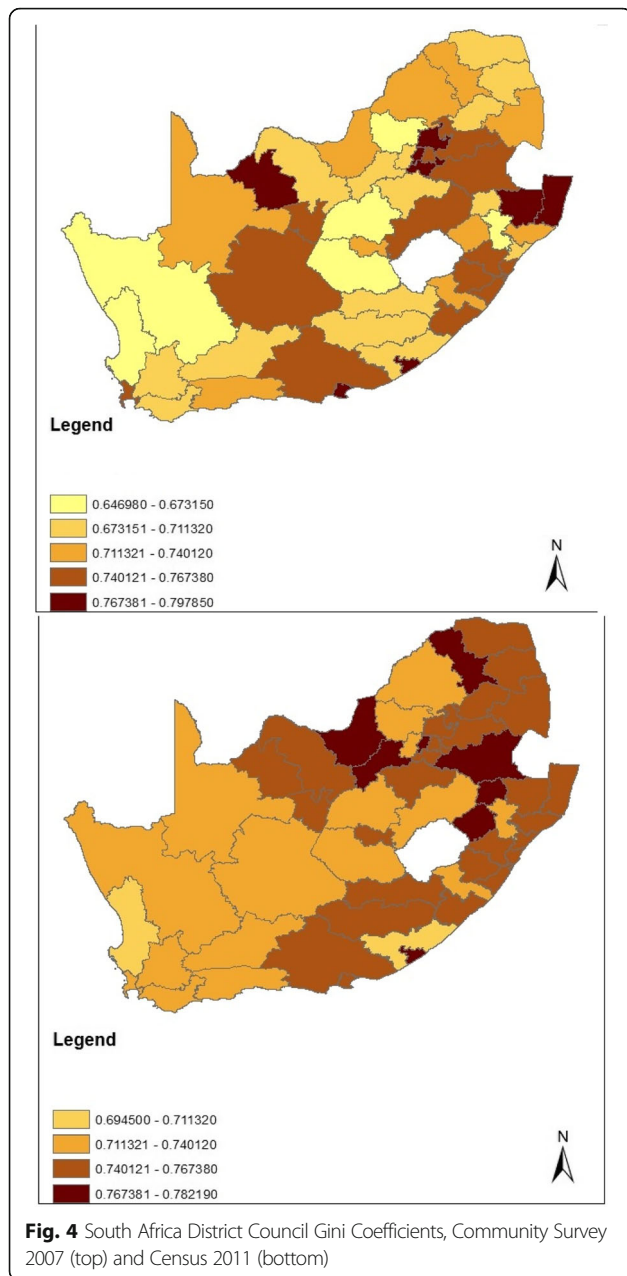 Legend
0.646980 - 0.673150
0.673151 - 0.711320
0.711321 - 0.740120
0.740121 - 0.767380
0.767381 - 0.797850
N
Legend
0.694500 - 0.711320
0.711321 - 0.740120
0.740121 - 0.767380
0.767381 - 0.782190
N
Fig. 4 South Africa District Council Gini Coefficients, Community Survey
2007 (top) and Census 2011 (bottom)